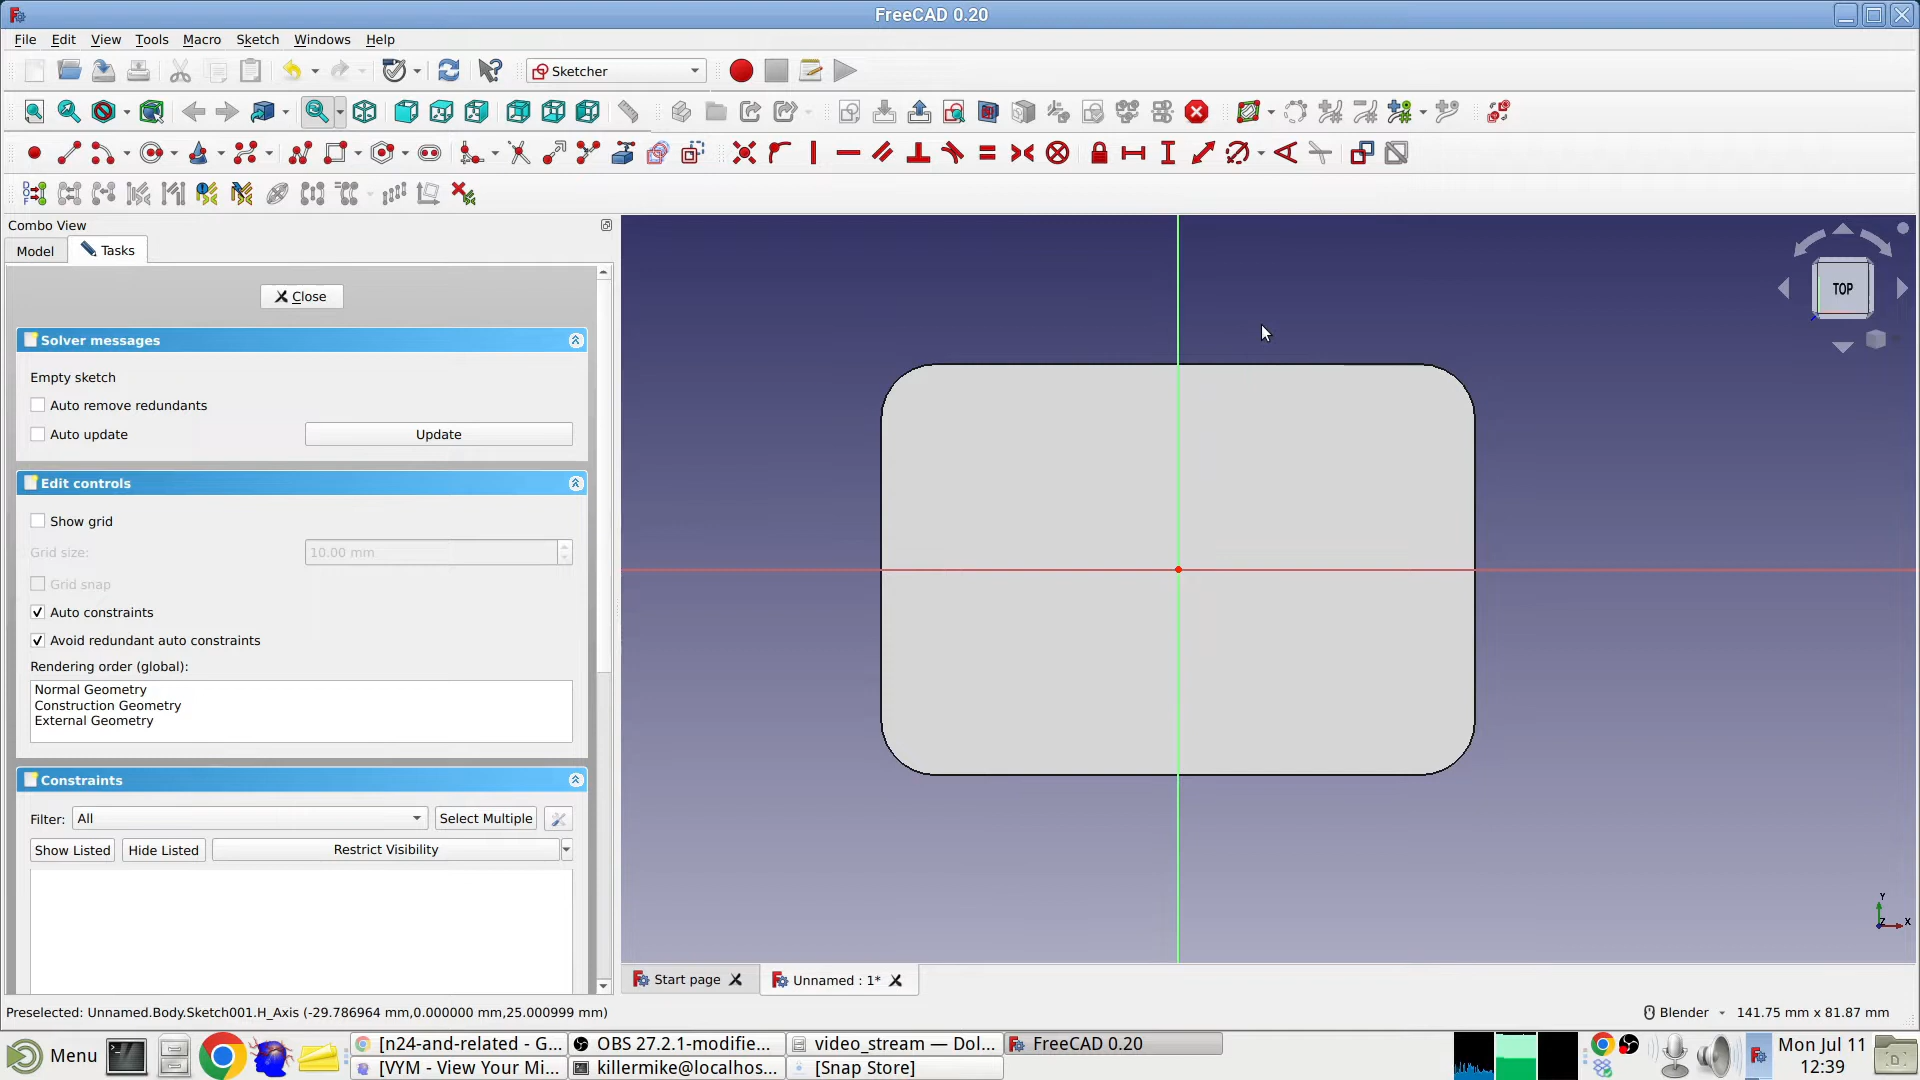 FreeCAD 0.20
File Edit View Tools Macro Sketch Windows Help
Sketcher
Combo View
Model Tasks
Close
Solver messages
Empty sketch
Auto remove redundants
Auto update Update
Edit controls
Show grid
Grid size: 10.00 mm
Grid snap
Auto constraints
Avoid redundant auto constraints
Rendering order (global):
Normal Geometry
Construction Geometry
External Geometry
Constraints
Filter: All Select Multiple
Show Listed Hide Listed Restrict Visibility
TOP
Y
Z X
Start page Unnamed : 1*
Preselected: Unnamed.Body.Sketch001.H_Axis (-29.786964 mm,0.000000 mm,25.000999 mm) Blender 141.75 mm x 81.87 mm
Menu [n24-and-related - G... OBS 27.2.1-modifie... video_stream — Dol... FreeCAD 0.20 Mon Jul 11
[VYM - View Your Mi... killermike@localhos... [Snap Store] 12:39